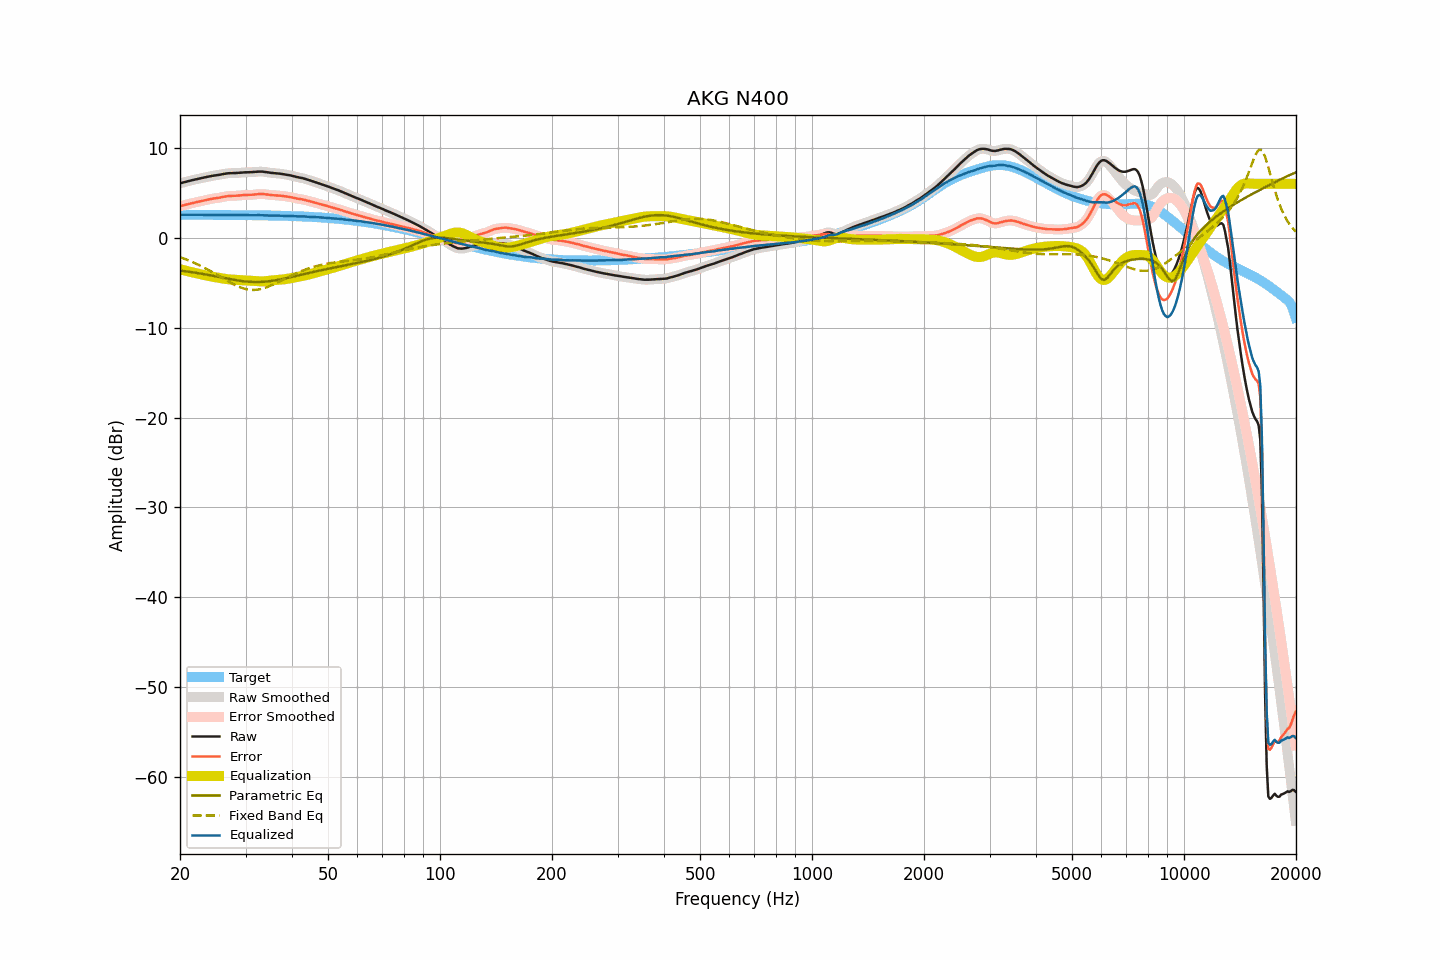 AKG N400
10
0
−10
−20
−30
−40
−50
−60
Amplitude (dBr)
Target
Raw Smoothed
Error Smoothed
Raw
Error
Equalization
Parametric Eq
Fixed Band Eq
Equalized
20 50 100 200 500 1000 2000 5000 10000 20000
Frequency (Hz)